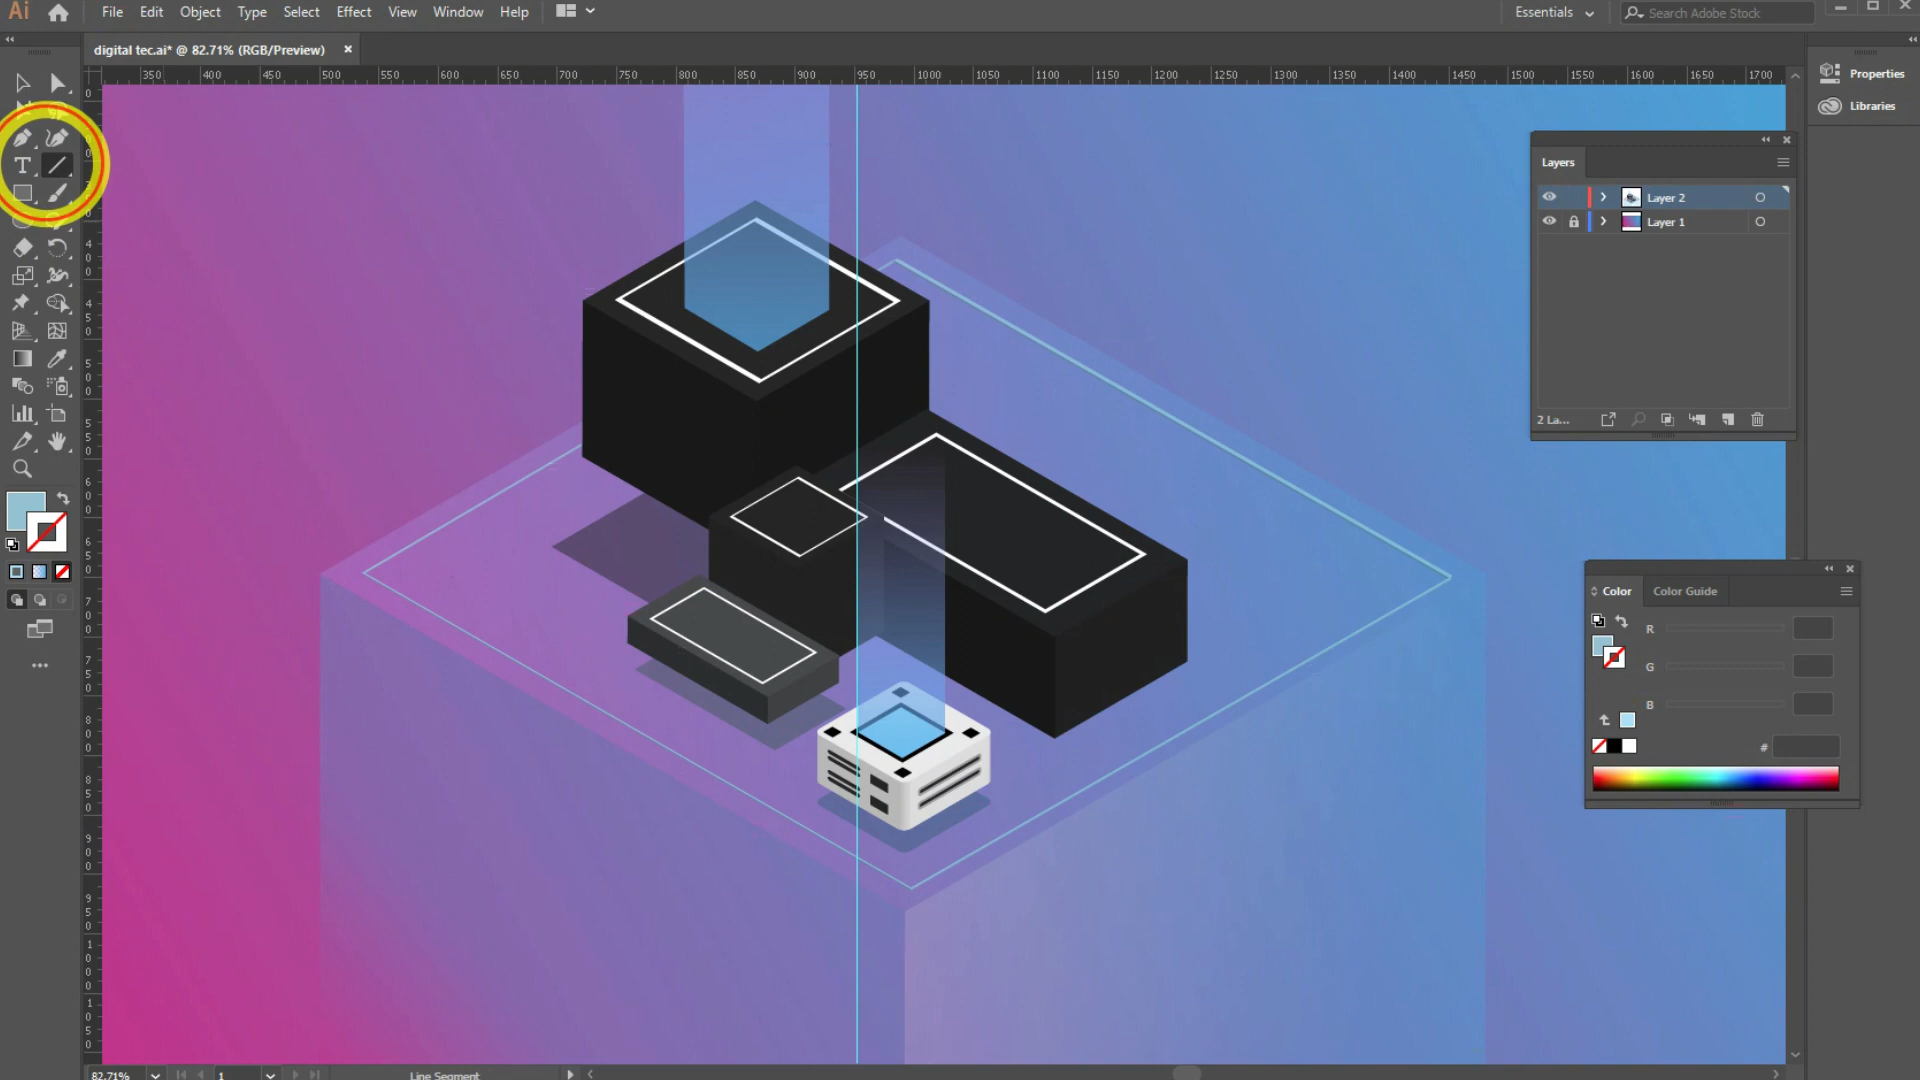 Ai File Edit Object Type Select Effect View Window Help Essentials Search Adobe Stock
digital tec.ai* @ 82.71% (RGB/Preview)
350 400 450 500 550 600 650 700 750 800 850 900 950 1000 1050 1100 1150 1200 1250 1300 1350 1400 1450 1500 1550 1600 1650 1700
Properties
Libraries
Layers
Layer 2
Layer 1
2 La...
Color Color Guide
R
G
B
#
82.71% 1 Line Segment